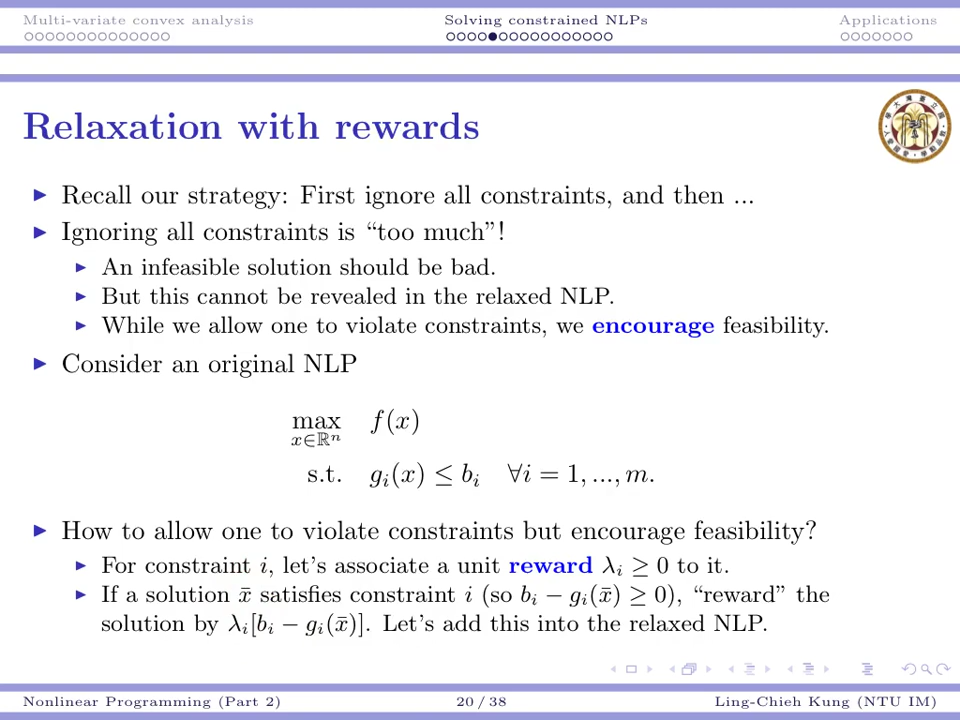 Multi-variate convex analysis Solving constrained NLPs Applications
Relaxation with rewards
Recall our strategy: First ignore all constraints, and then ...
Ignoring all constraints is “too much”!
An infeasible solution should be bad.
But this cannot be revealed in the relaxed NLP.
While we allow one to violate constraints, we encourage feasibility.
Consider an original NLP
max f(x)
x∈ℝⁿ
s.t. gᵢ(x) ≤ bᵢ ∀i = 1, ..., m.
How to allow one to violate constraints but encourage feasibility?
For constraint i, let’s associate a unit reward λᵢ ≥ 0 to it.
If a solution x̄ satisfies constraint i (so bᵢ − gᵢ(x̄) ≥ 0), “reward” the
solution by λᵢ[bᵢ − gᵢ(x̄)]. Let’s add this into the relaxed NLP.
Nonlinear Programming (Part 2) 20 / 38 Ling-Chieh Kung (NTU IM)